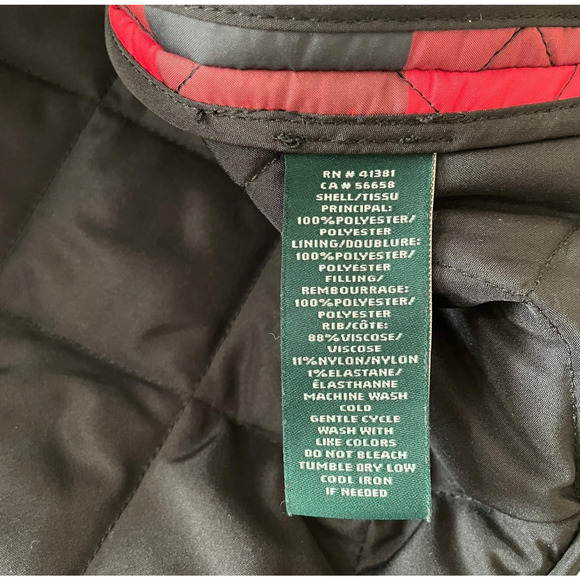 RN # 41381
CA # 56658
SHELL/TISSU
PRINCIPAL:
100%POLYESTER/
POLYESTER
LINING/DOUBLURE:
100%POLYESTER/
POLYESTER
FILLING/
REMBOURRAGE:
100%POLYESTER/
POLYESTER
RIB/CÔTE:
88%VISCOSE/
VISCOSE
11%NYLON/NYLON
1%ELASTANE/
ÉLASTHANNE
MACHINE WASH
COLD
GENTLE CYCLE
WASH WITH
LIKE COLORS
DO NOT BLEACH
TUMBLE DRY LOW
COOL IRON
IF NEEDED